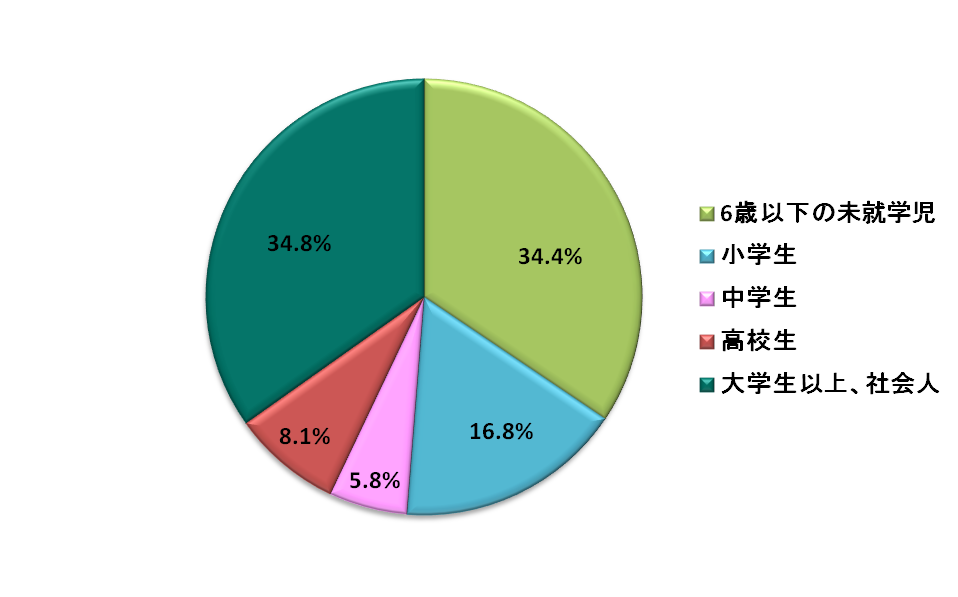 34.8%
34.4%
16.8%
8.1%
5.8%
6歳以下の未就学児
小学生
中学生
高校生
大学生以上、社会人